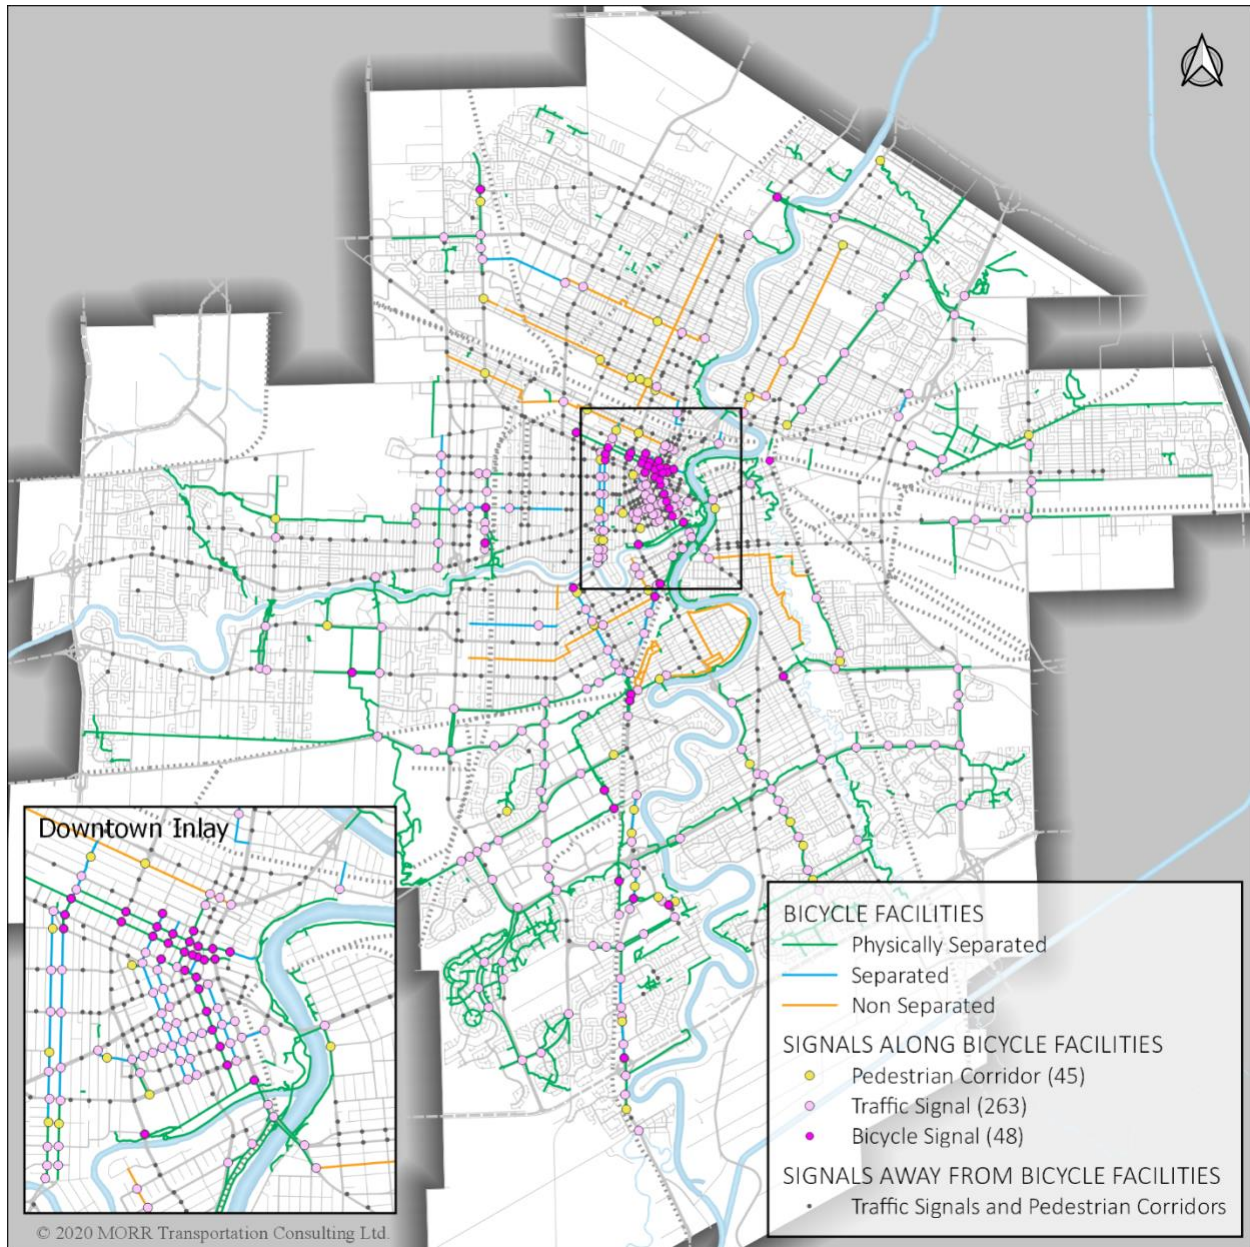 Downtown Inlay
BICYCLE FACILITIES
Physically Separated
Separated
Non Separated
SIGNALS ALONG BICYCLE FACILITIES
Pedestrian Corridor (45)
Traffic Signal (263)
Bicycle Signal (48)
SIGNALS AWAY FROM BICYCLE FACILITIES
Traffic Signals and Pedestrian Corridors
© 2020 MORR Transportation Consulting Ltd.